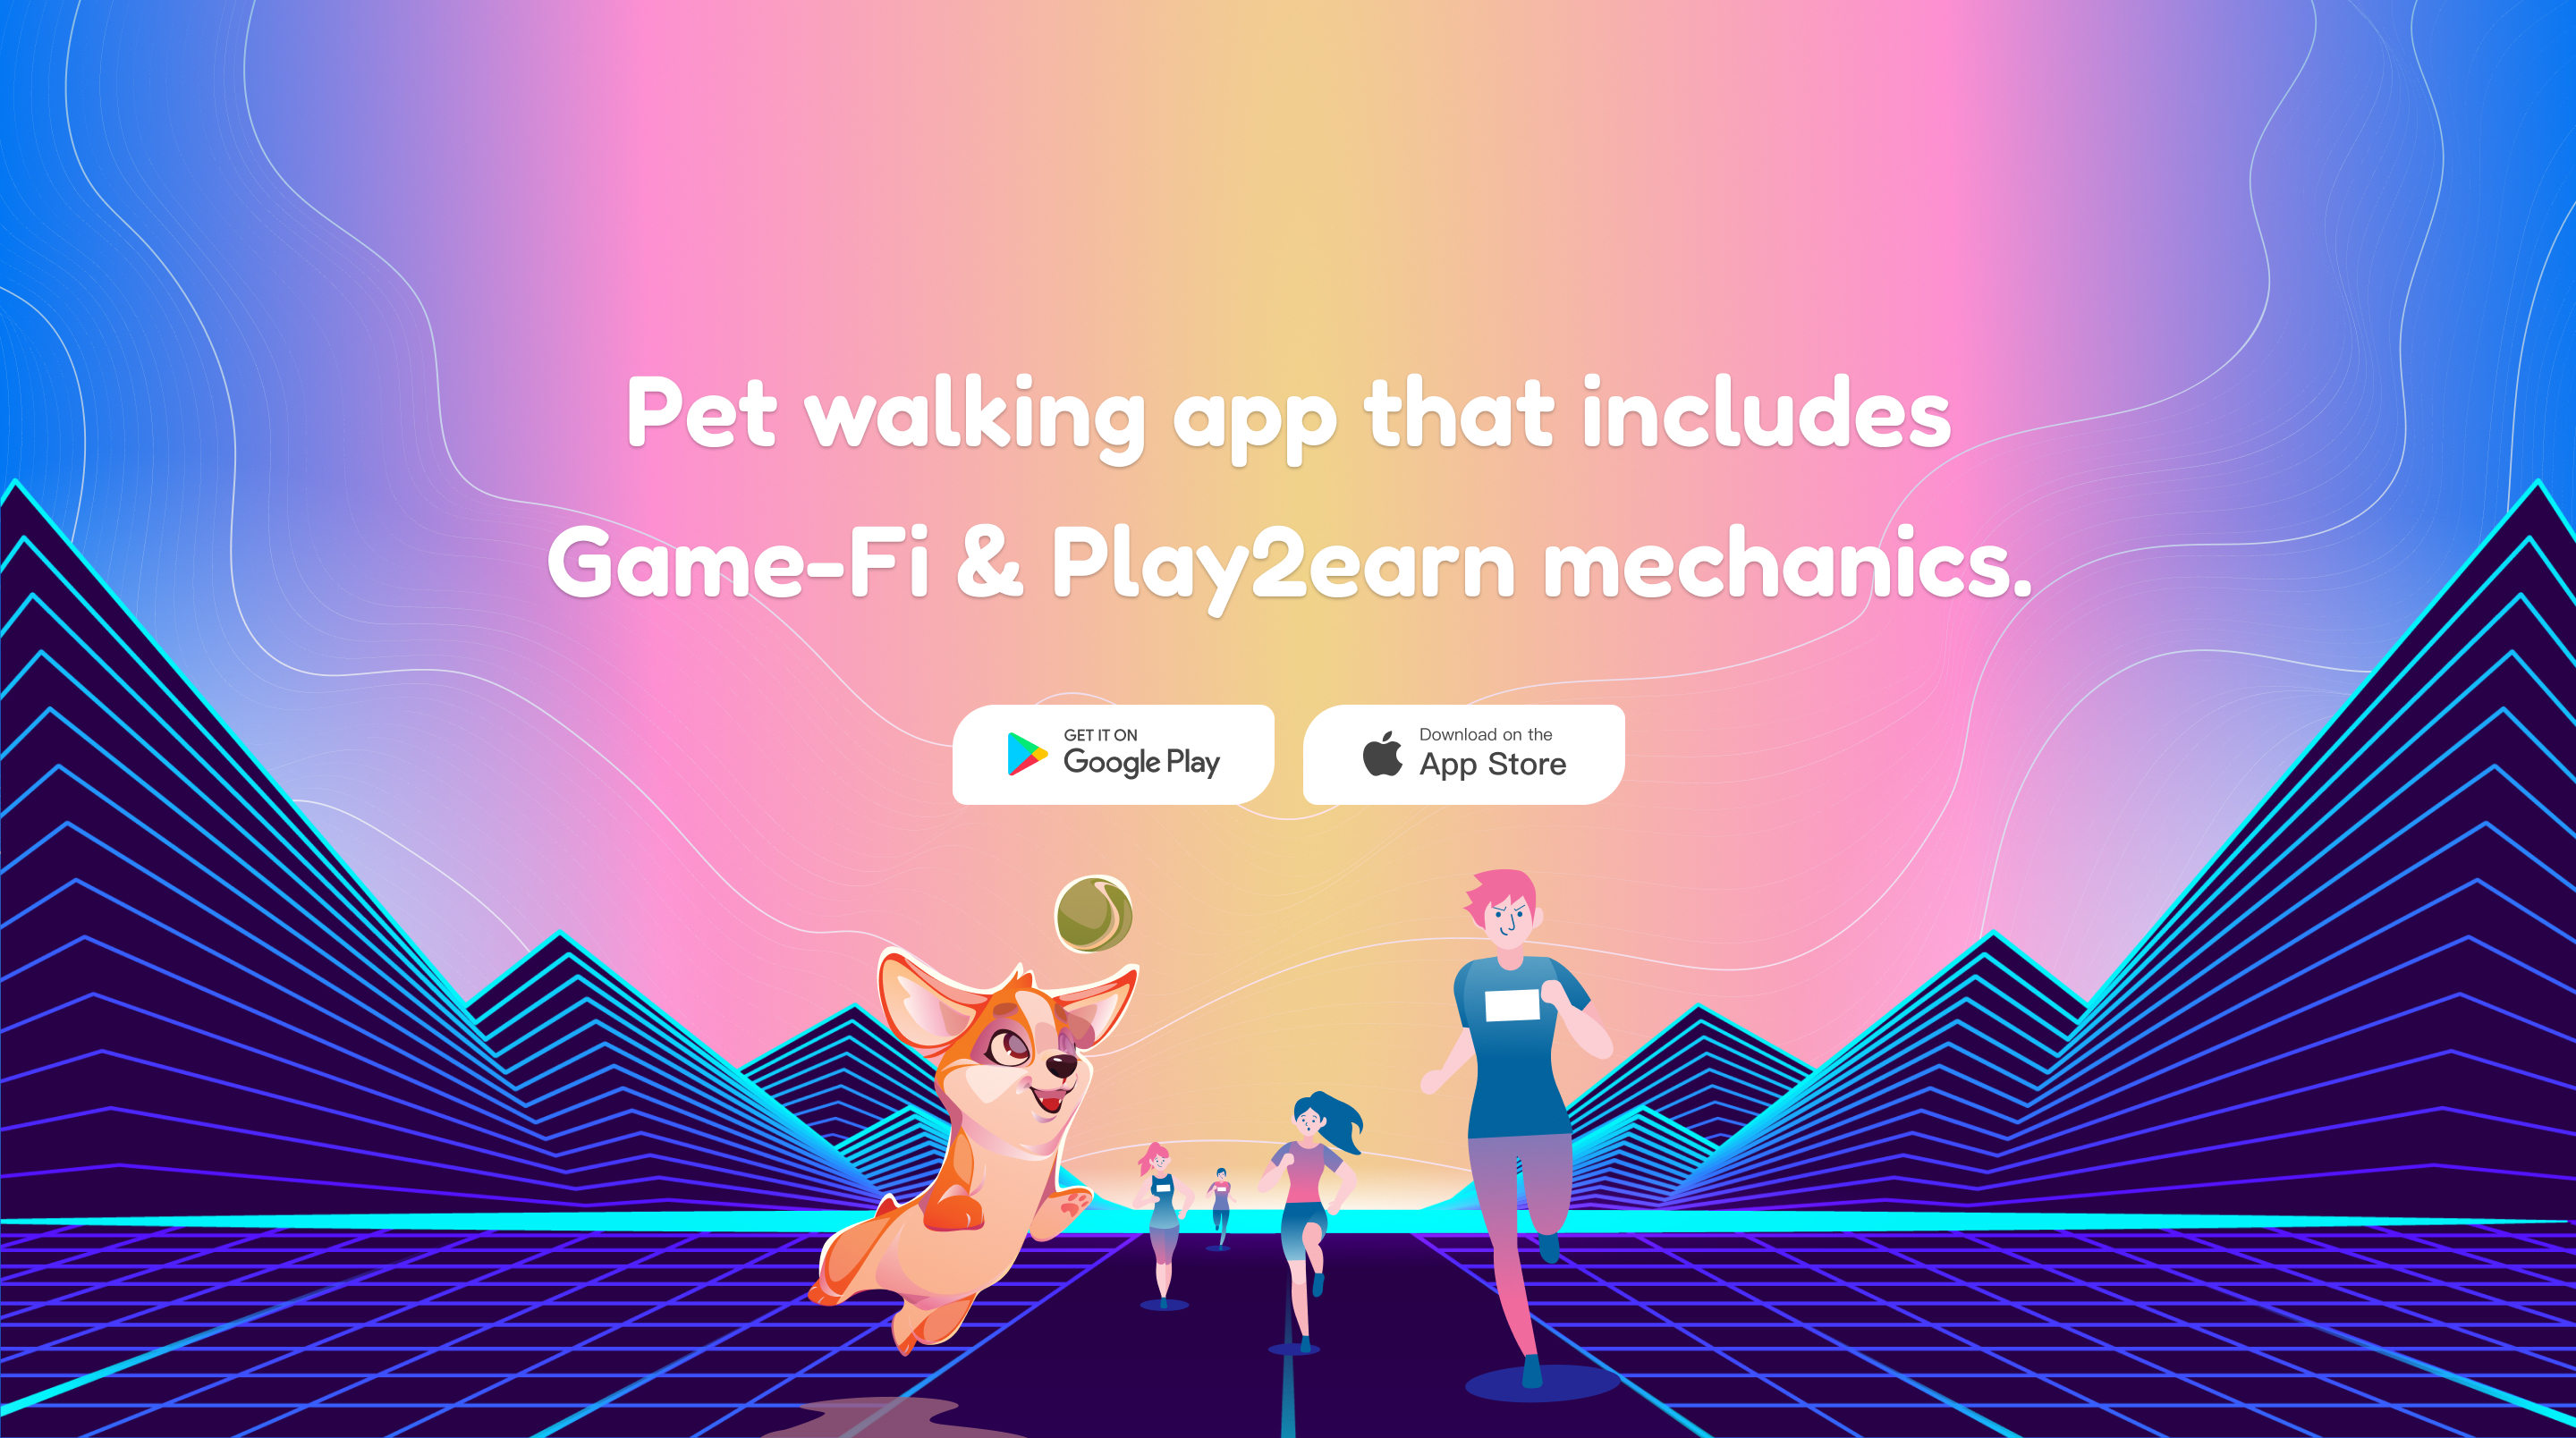 Pet walking app that includes
Game-Fi & Play2earn mechanics.
GET IT ON
Google Play
Download on the
App Store